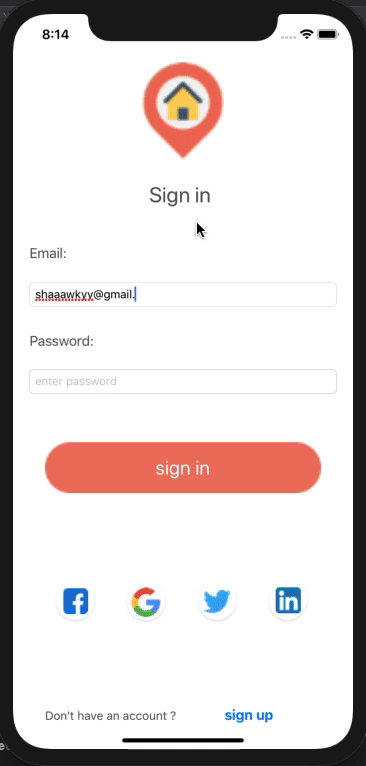 8:14
Sign in
Email:
shaaawkyy@gmail.
Password:
enter password
sign in
Don't have an account ? sign up